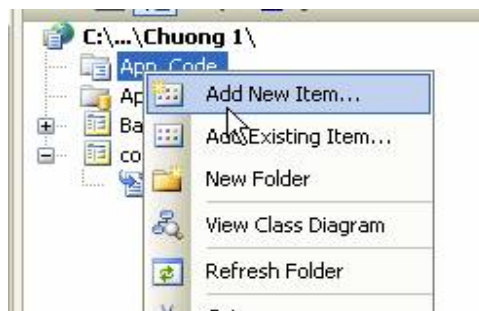 C:\...\Chuong 1\
App_Code
Add New Item...
Add Existing Item...
New Folder
View Class Diagram
Refresh Folder